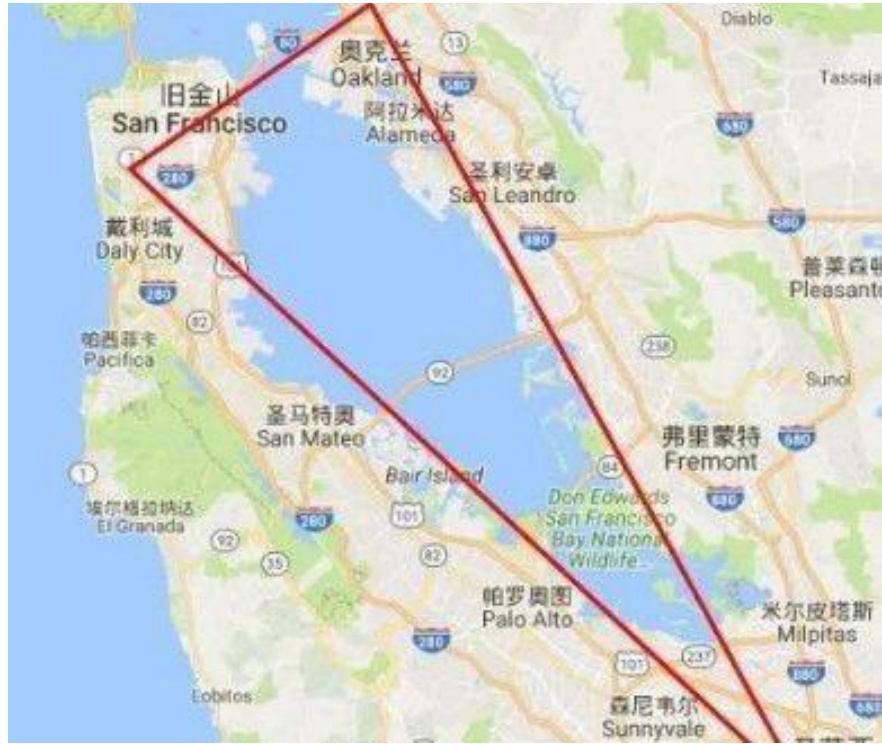 Diablo
80
13
奥克兰
Oakland
580
Tassaja
旧金山
San Francisco
阿拉米达
Alameda
680
1
280
圣利安卓
San Leandro
戴利城
Daly City
880
580
普莱森顿
Pleasanto
280
82
帕西菲卡
Pacifica
238
92
Sunol
圣马特奥
San Mateo
弗里蒙特
Fremont
680
1
Bair Island
84
埃尔格拉纳达
El Granada
101
280
Don Edwards
San Francisco
Bay National
Wildlife...
680
92
35
82
帕罗奥图
Palo Alto
米尔皮塔斯
Milpitas
280
101
237
880
Lobitos
森尼韦尔
Sunnyvale
680